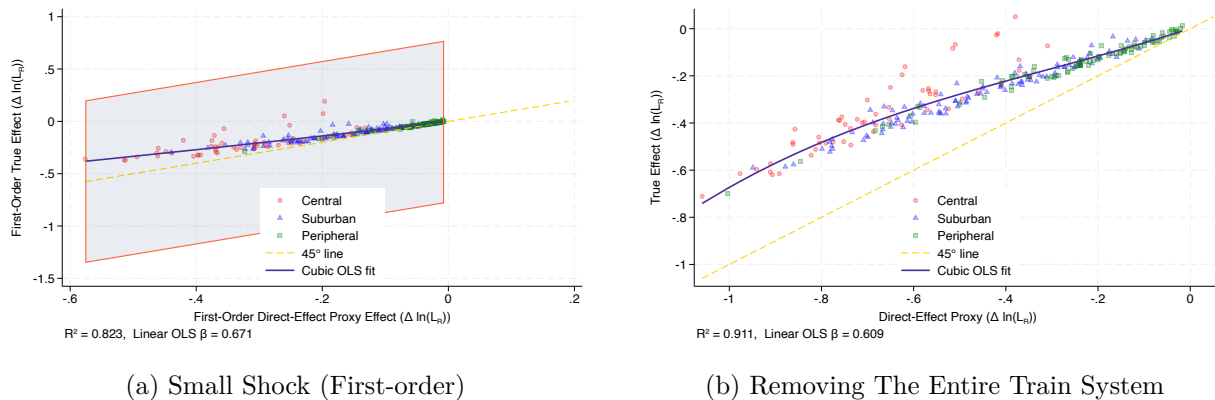 First-Order True Effect (Δ ln(L_R))
1
.5
0
-.5
-1
-1.5
Central
Suburban
Peripheral
45° line
Cubic OLS fit
-.6
-.4
-.2
0
.2
First-Order Direct-Effect Proxy Effect (Δ ln(L_R))
R² = 0.823, Linear OLS β = 0.671
(a) Small Shock (First-order)
True Effect (Δ ln(L_R))
-0
-.2
-.4
-.6
-.8
-1
Central
Suburban
Peripheral
45° line
Cubic OLS fit
-1
-.8
-.6
-.4
-.2
0
Direct-Effect Proxy (Δ ln(L_R))
R² = 0.911, Linear OLS β = 0.609
(b) Removing The Entire Train System